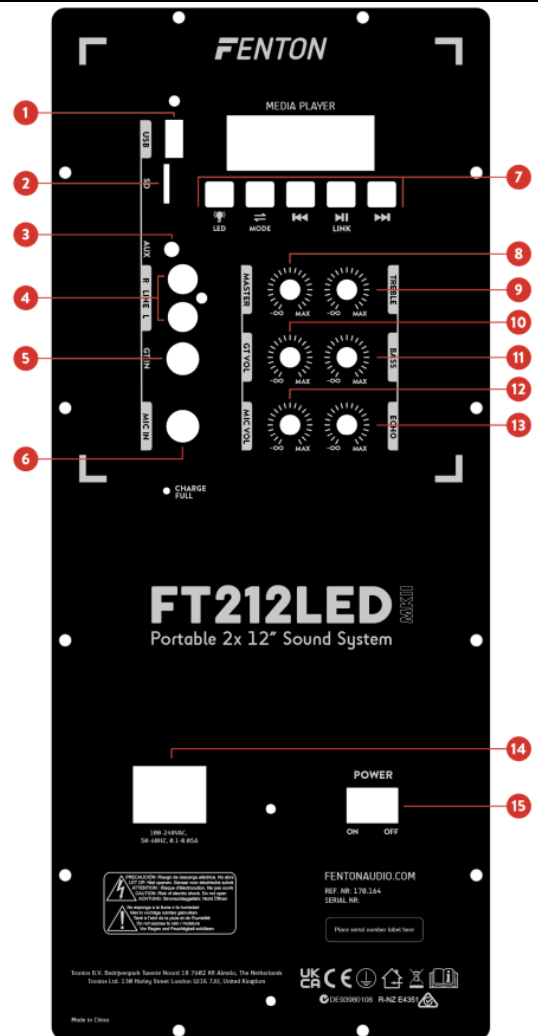 FENTON
MEDIA PLAYER
1
USB
2
SD
7
LED
MODE
LINK
3
AUX
4
R LINE L
8
MASTER
-∞ MAX
-∞ MAX
TREBLE
9
5
GT IN
10
GT VOL
-∞ MAX
-∞ MAX
BASS
11
6
MIC IN
12
MIC VOL
-∞ MAX
-∞ MAX
ECHO
13
CHARGE
FULL
FT212LED MKII
Portable 2x 12" Sound System
14
POWER
15
ON OFF
100-240VAC,
50-60HZ, 0.1-0.05A
FENTONAUDIO.COM
REF. NR: 170.164
SERIAL NR:
Place serial number label here
Tronios B.V. Bedrijvenpark Twente Noord 18 7602 KR Almelo, The Netherlands
Tronios Ltd. 130 Harley Street London W1G 7JU, United Kingdom
UK
CA
CE
DE93980108 R-NZ E4351
Made in China